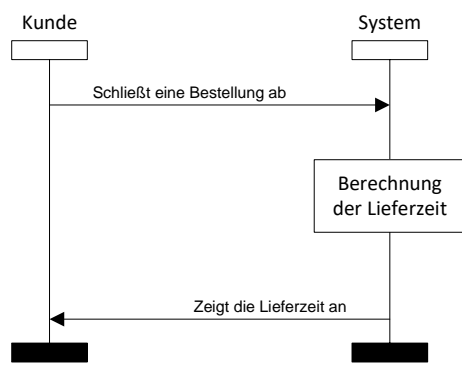 Kunde
System
Schließt eine Bestellung ab
Berechnung
der Lieferzeit
Zeigt die Lieferzeit an